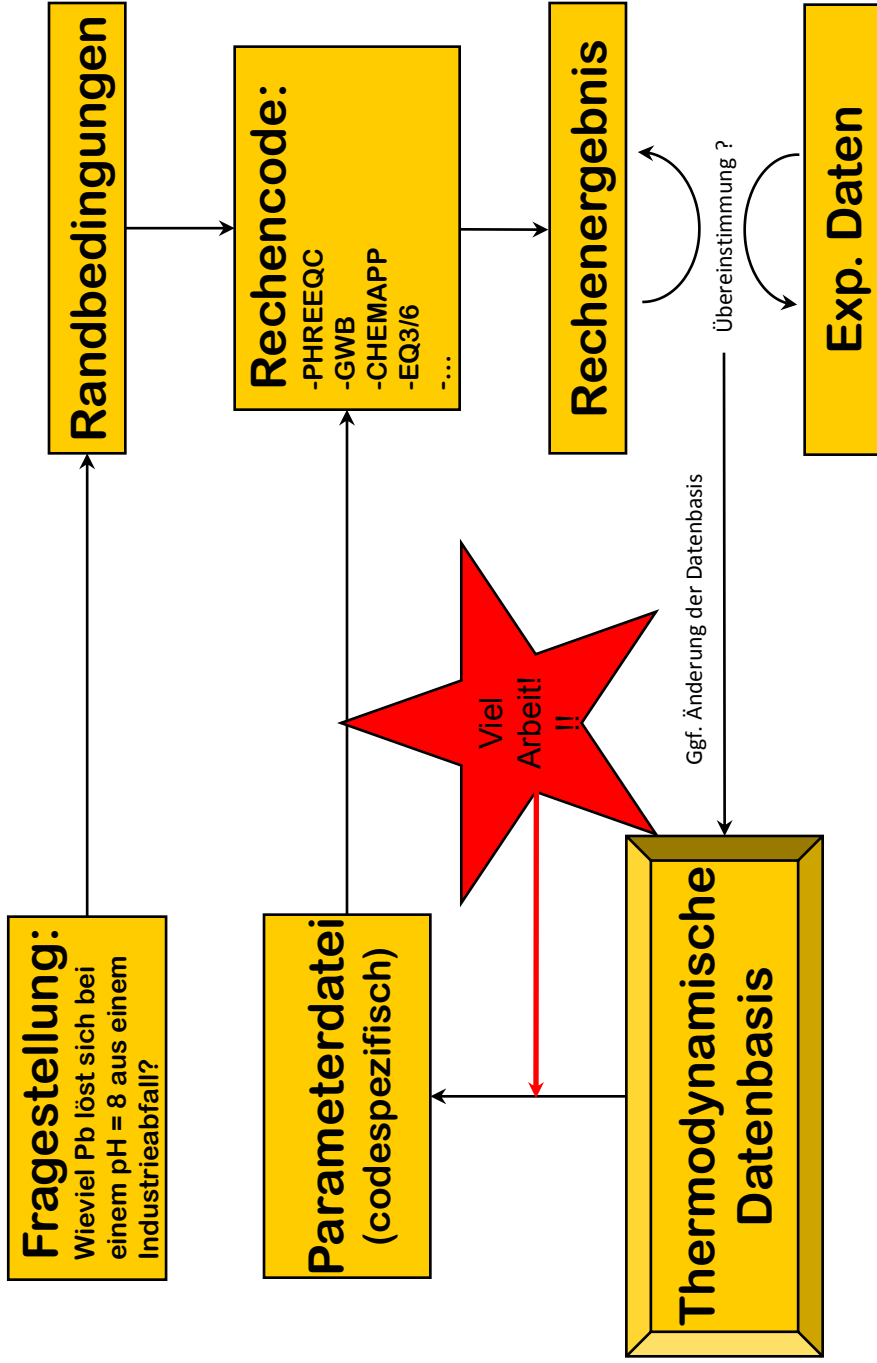 Fragestellung:
Wieviel Pb löst sich bei
einem pH = 8 aus einem
Industrieabfall?
Randbedingungen
Parameterdatei
(codespezifisch)
Rechencode:
-PHREEQC
-GWB
-CHEMAPP
-EQ3/6
-...
Viel
Arbeit!
!!
Rechenergebnis
Thermodynamische
Datenbasis
Ggf. Änderung der Datenbasis
Übereinstimmung ?
Exp. Daten